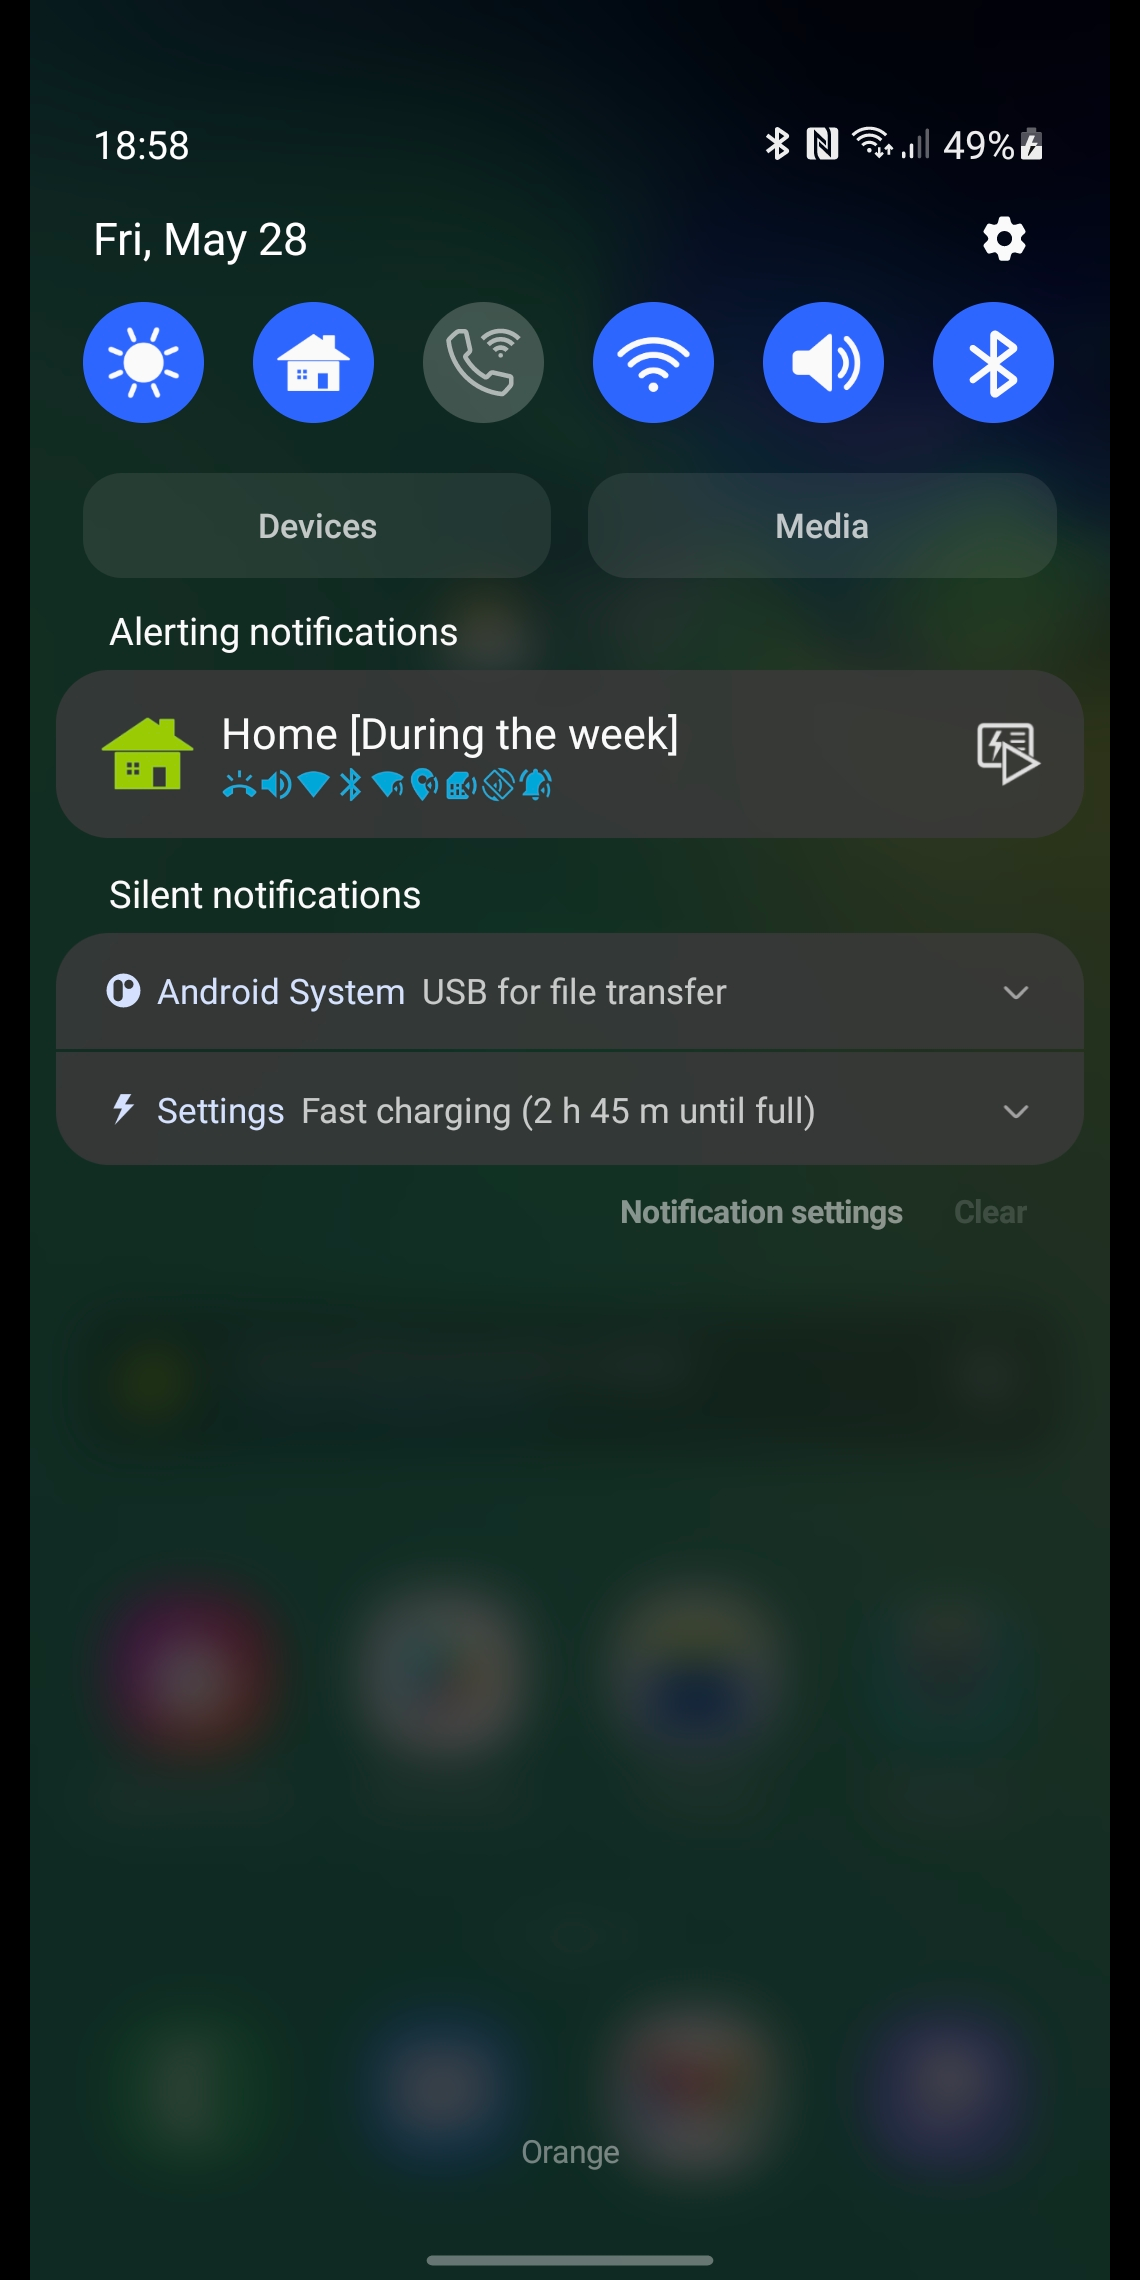 18:58 49%
Fri, May 28
Devices Media
Alerting notifications
Home [During the week]
Silent notifications
Android System USB for file transfer
Settings Fast charging (2 h 45 m until full)
Notification settings Clear
Orange